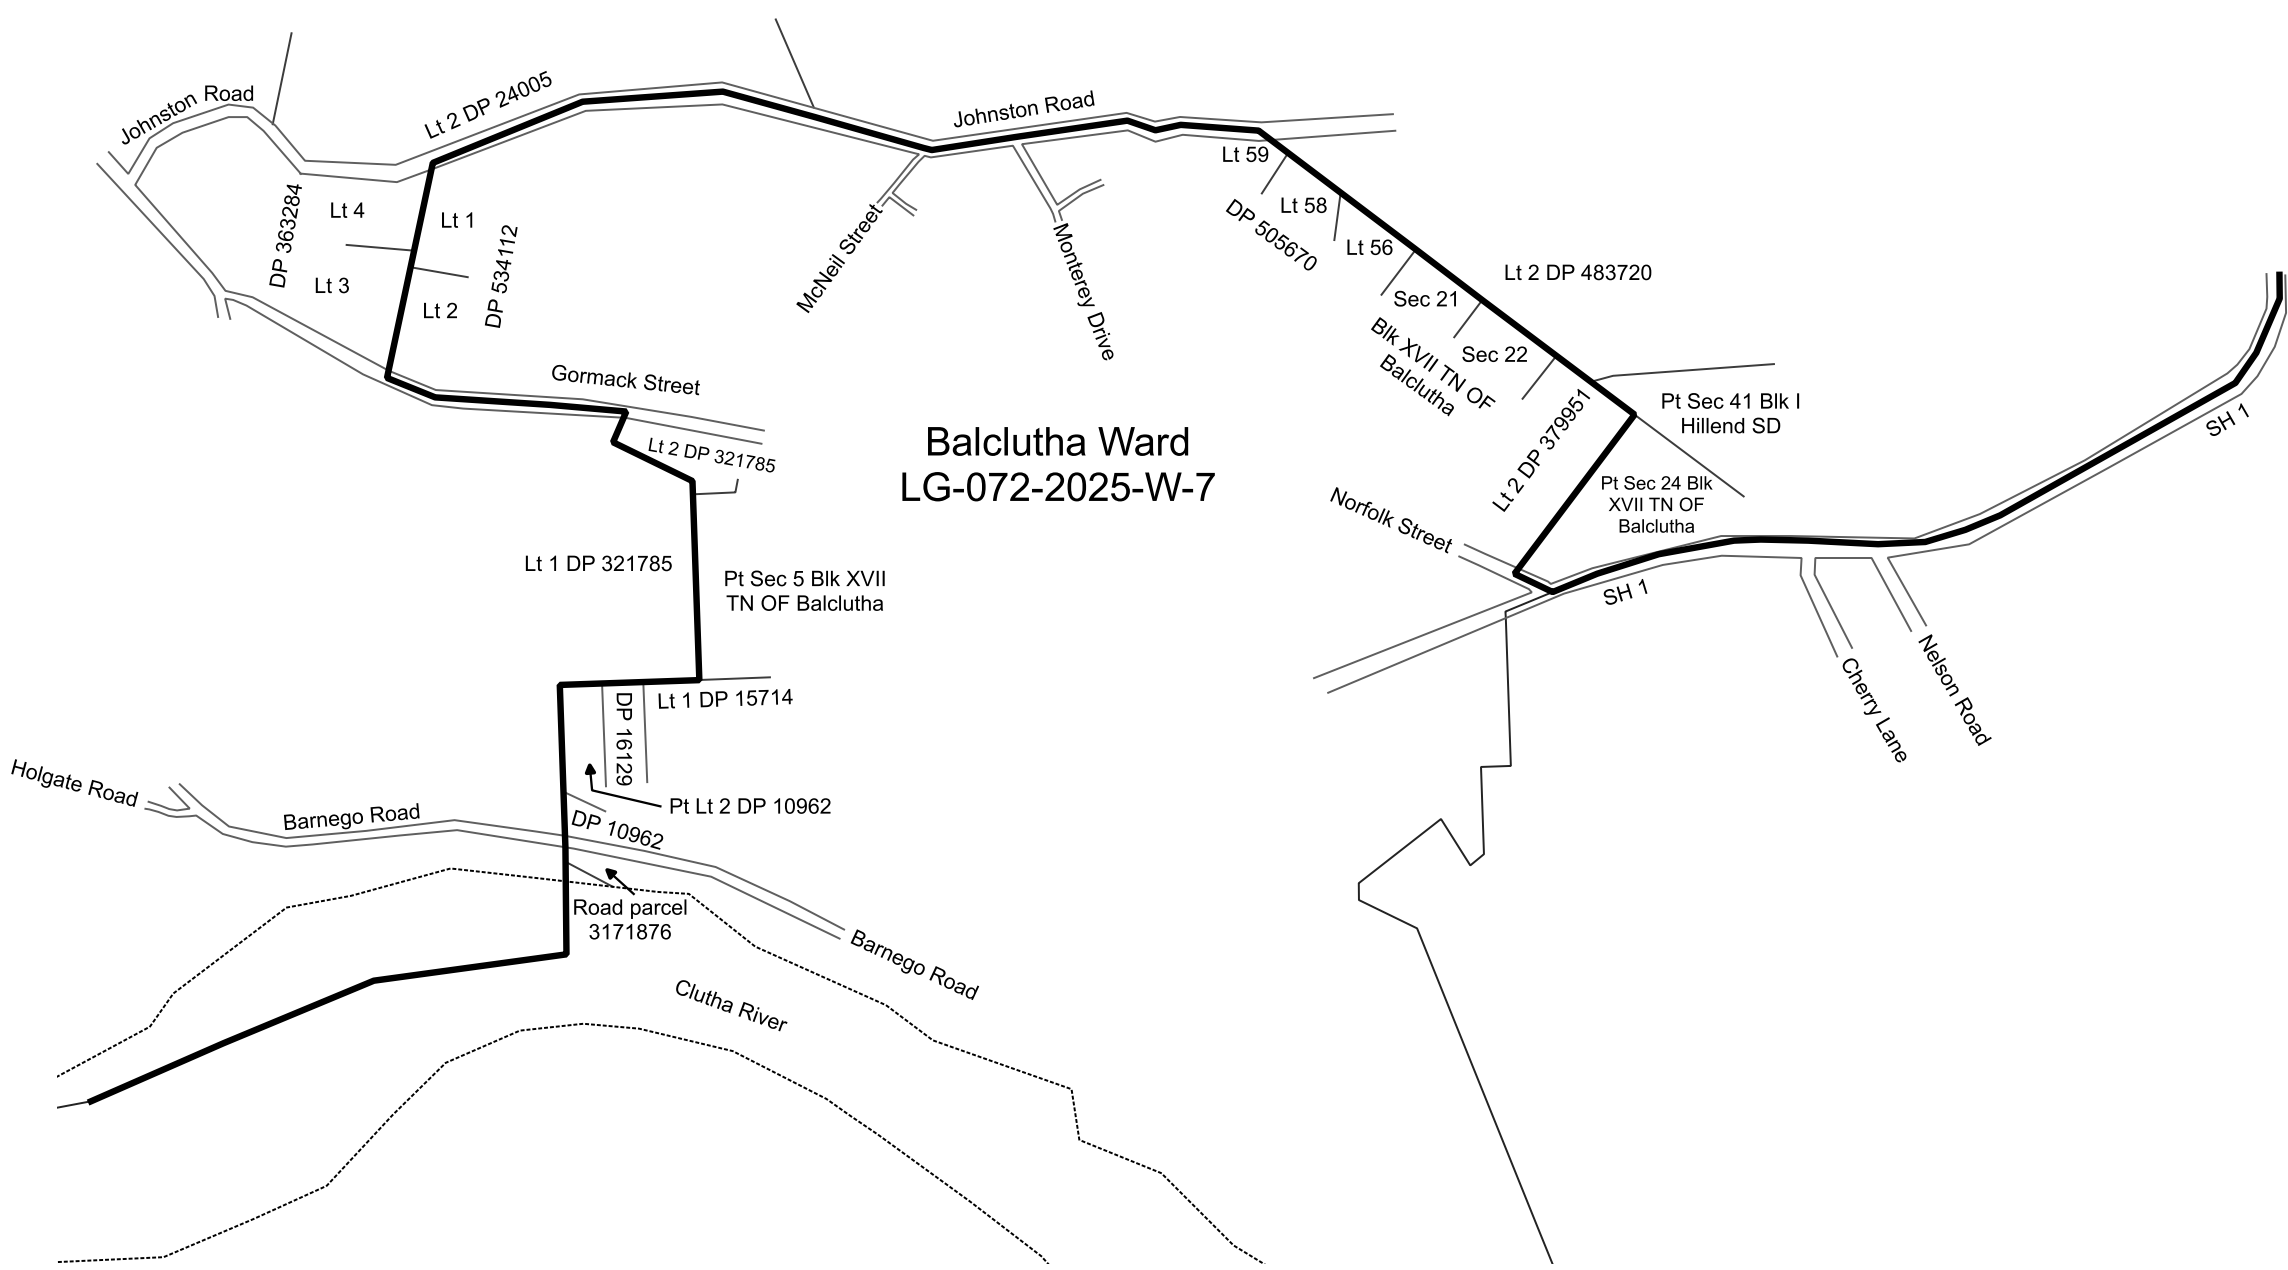 Johnston Road
Lt 2 DP 24005
Johnston Road
Lt 59
Lt 58
DP 505670
Lt 56
Lt 4
Lt 1
DP 363284
DP 534112
Lt 3
Lt 2
McNeil Street
Monterey Drive
Lt 2 DP 483720
Sec 21
Sec 22
Blk XVII TN OF
Balclutha
Gormack Street
Lt 2 DP 321785
Balclutha Ward
LG-072-2025-W-7
Lt 2 DP 379951
Pt Sec 41 Blk I
Hillend SD
SH 1
Pt Sec 24 Blk
XVII TN OF
Balclutha
Norfolk Street
Lt 1 DP 321785
Pt Sec 5 Blk XVII
TN OF Balclutha
SH 1
Cherry Lane
Nelson Road
DP 16129
Lt 1 DP 15714
Holgate Road
Barnego Road
Pt Lt 2 DP 10962
DP 10962
Road parcel
3171876
Barnego Road
Clutha River